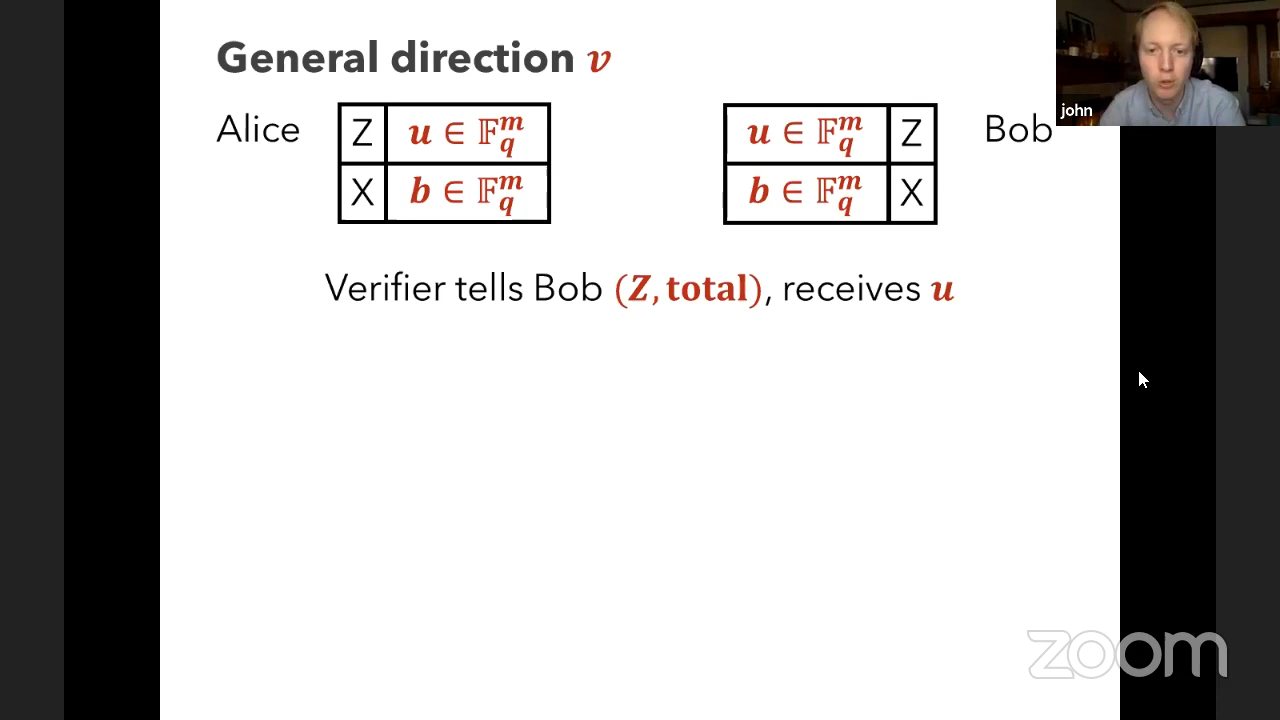 General direction v
john
Alice
Z
u ∈ 𝔽_q^m
X
b ∈ 𝔽_q^m
u ∈ 𝔽_q^m
Z
b ∈ 𝔽_q^m
X
Bob
Verifier tells Bob (Z, total), receives u
zoom